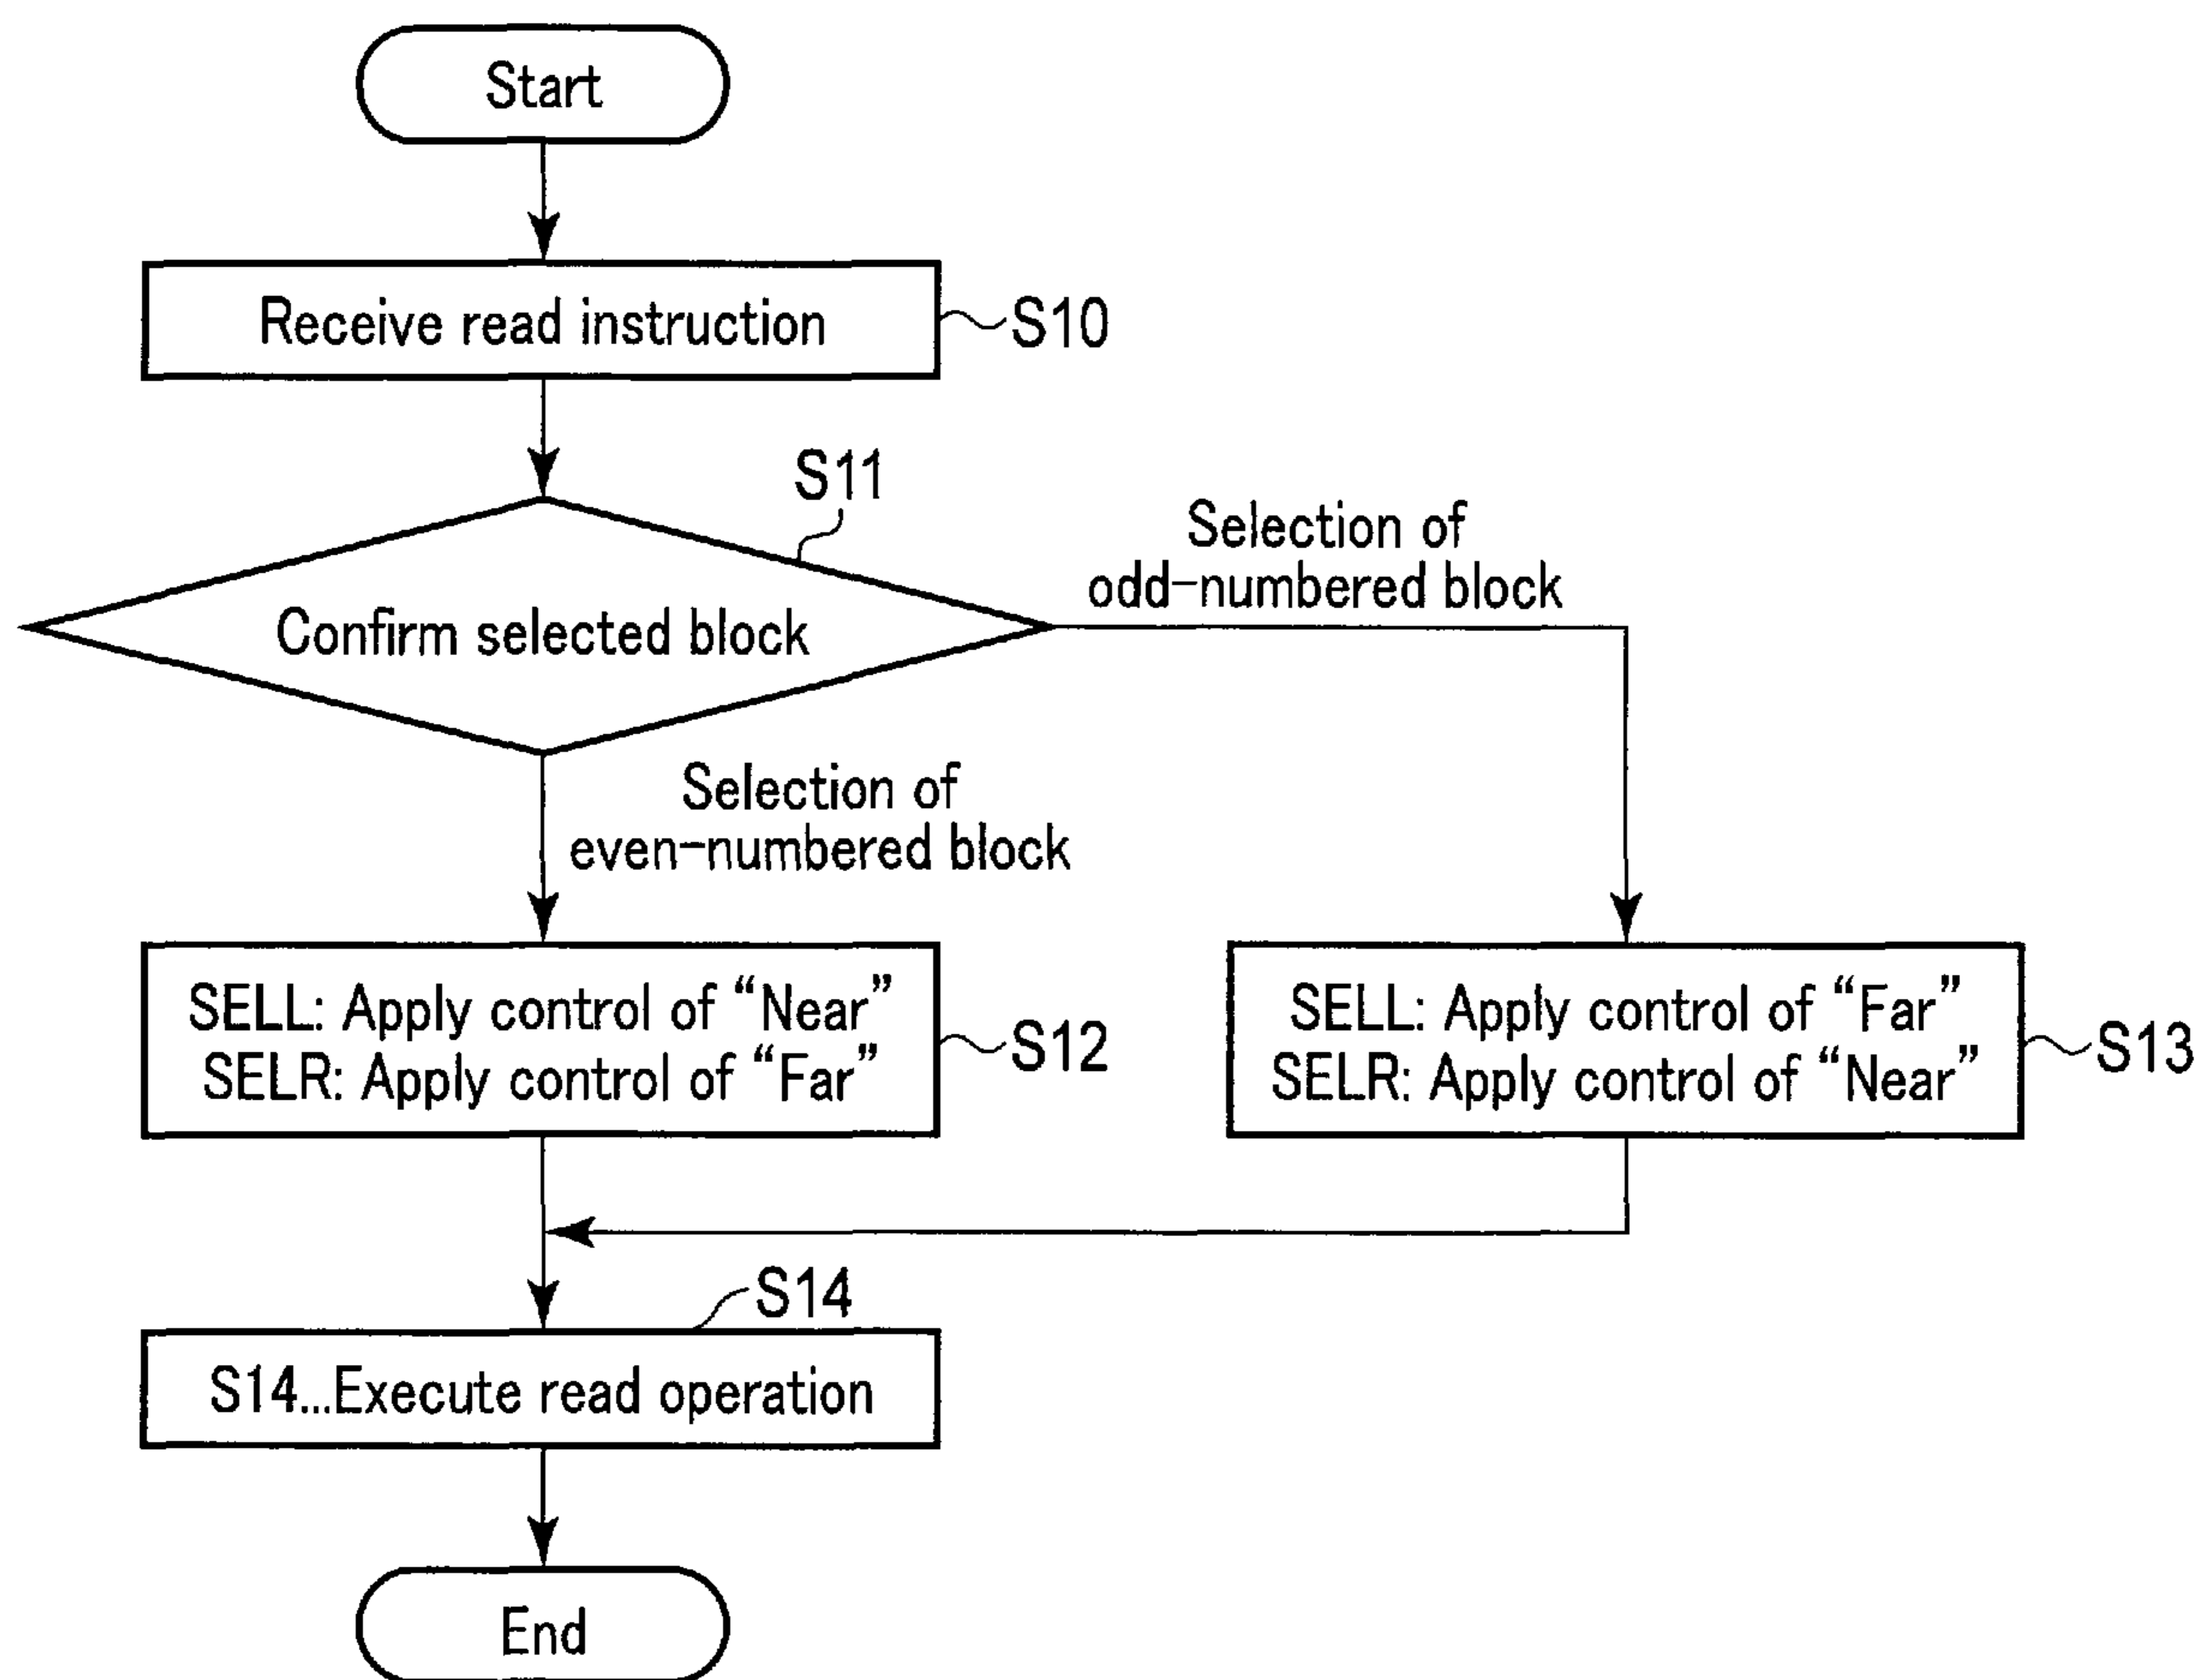 Start
Receive read instruction
S10
S11
Confirm selected block
Selection of
odd-numbered block
Selection of
even-numbered block
SELL: Apply control of “Near”
SELR: Apply control of “Far”
S12
SELL: Apply control of “Far”
SELR: Apply control of “Near”
S13
S14
S14...Execute read operation
End